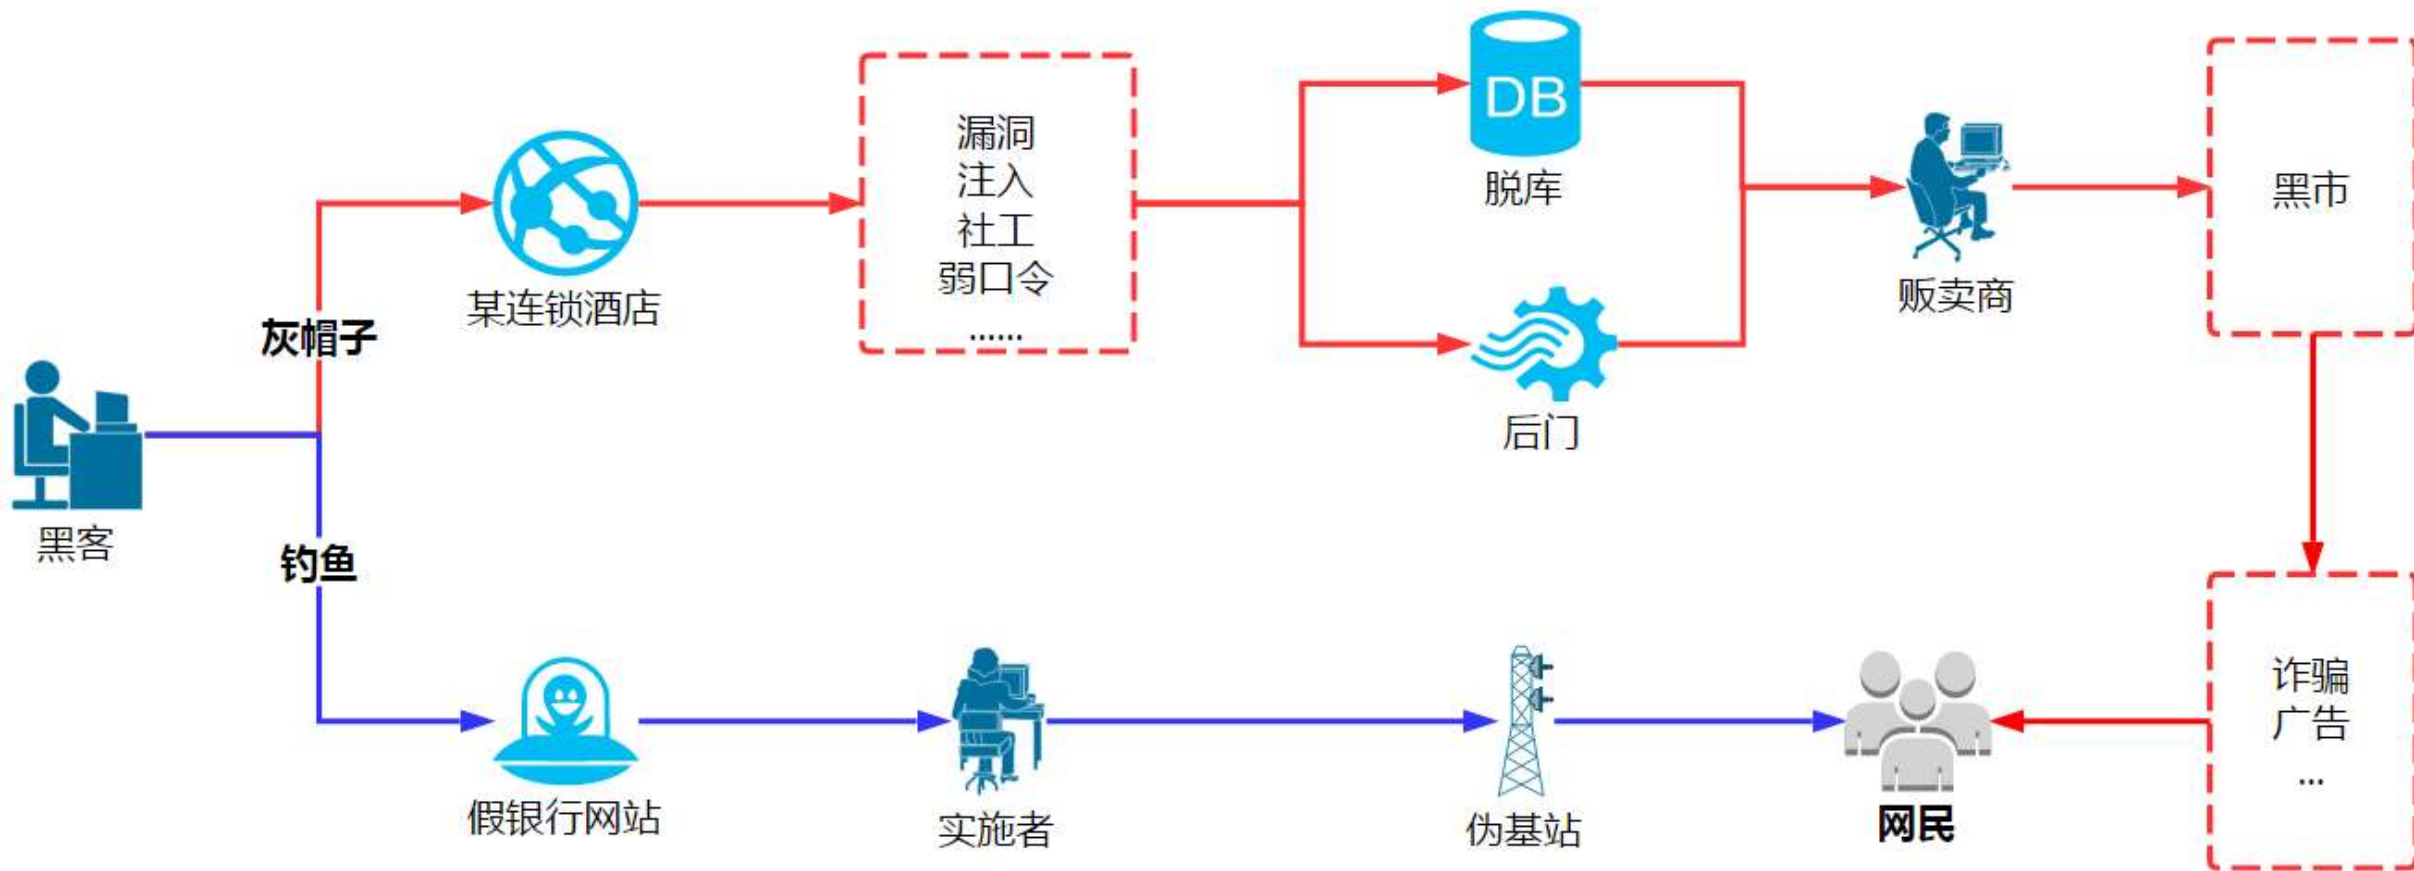 黑客
灰帽子
某连锁酒店
漏洞
注入
社工
弱口令
......
DB
脱库
后门
贩卖商
黑市
钓鱼
假银行网站
实施者
伪基站
网民
诈骗
广告
...